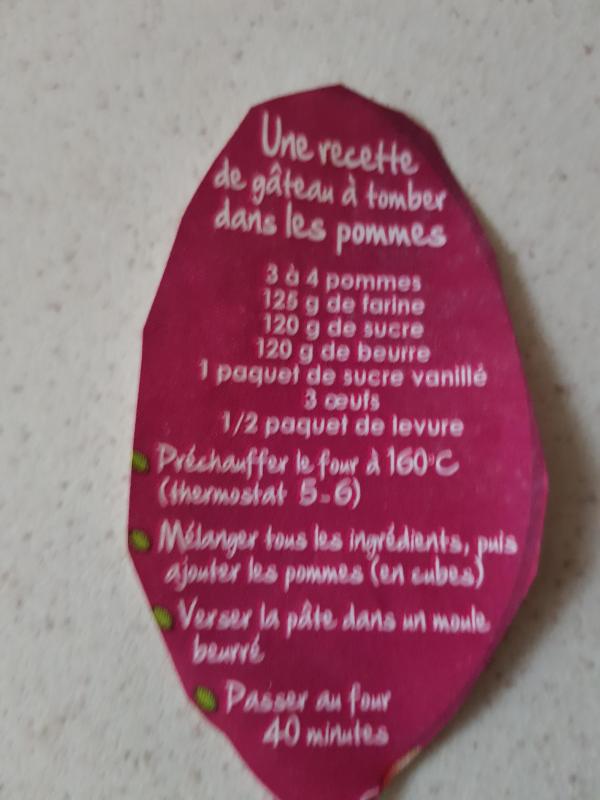 Une recette
de gâteau à tomber
dans les pommes
3 à 4 pommes
125 g de farine
120 g de sucre
120 g de beurre
1 paquet de sucre vanillé
3 œufs
1/2 paquet de levure
Préchauffer le four à 160°C
(thermostat 5-6)
Mélanger tous les ingrédients, puis
ajouter les pommes (en cubes)
Verser la pâte dans un moule
beurré
Passer au four
40 minutes